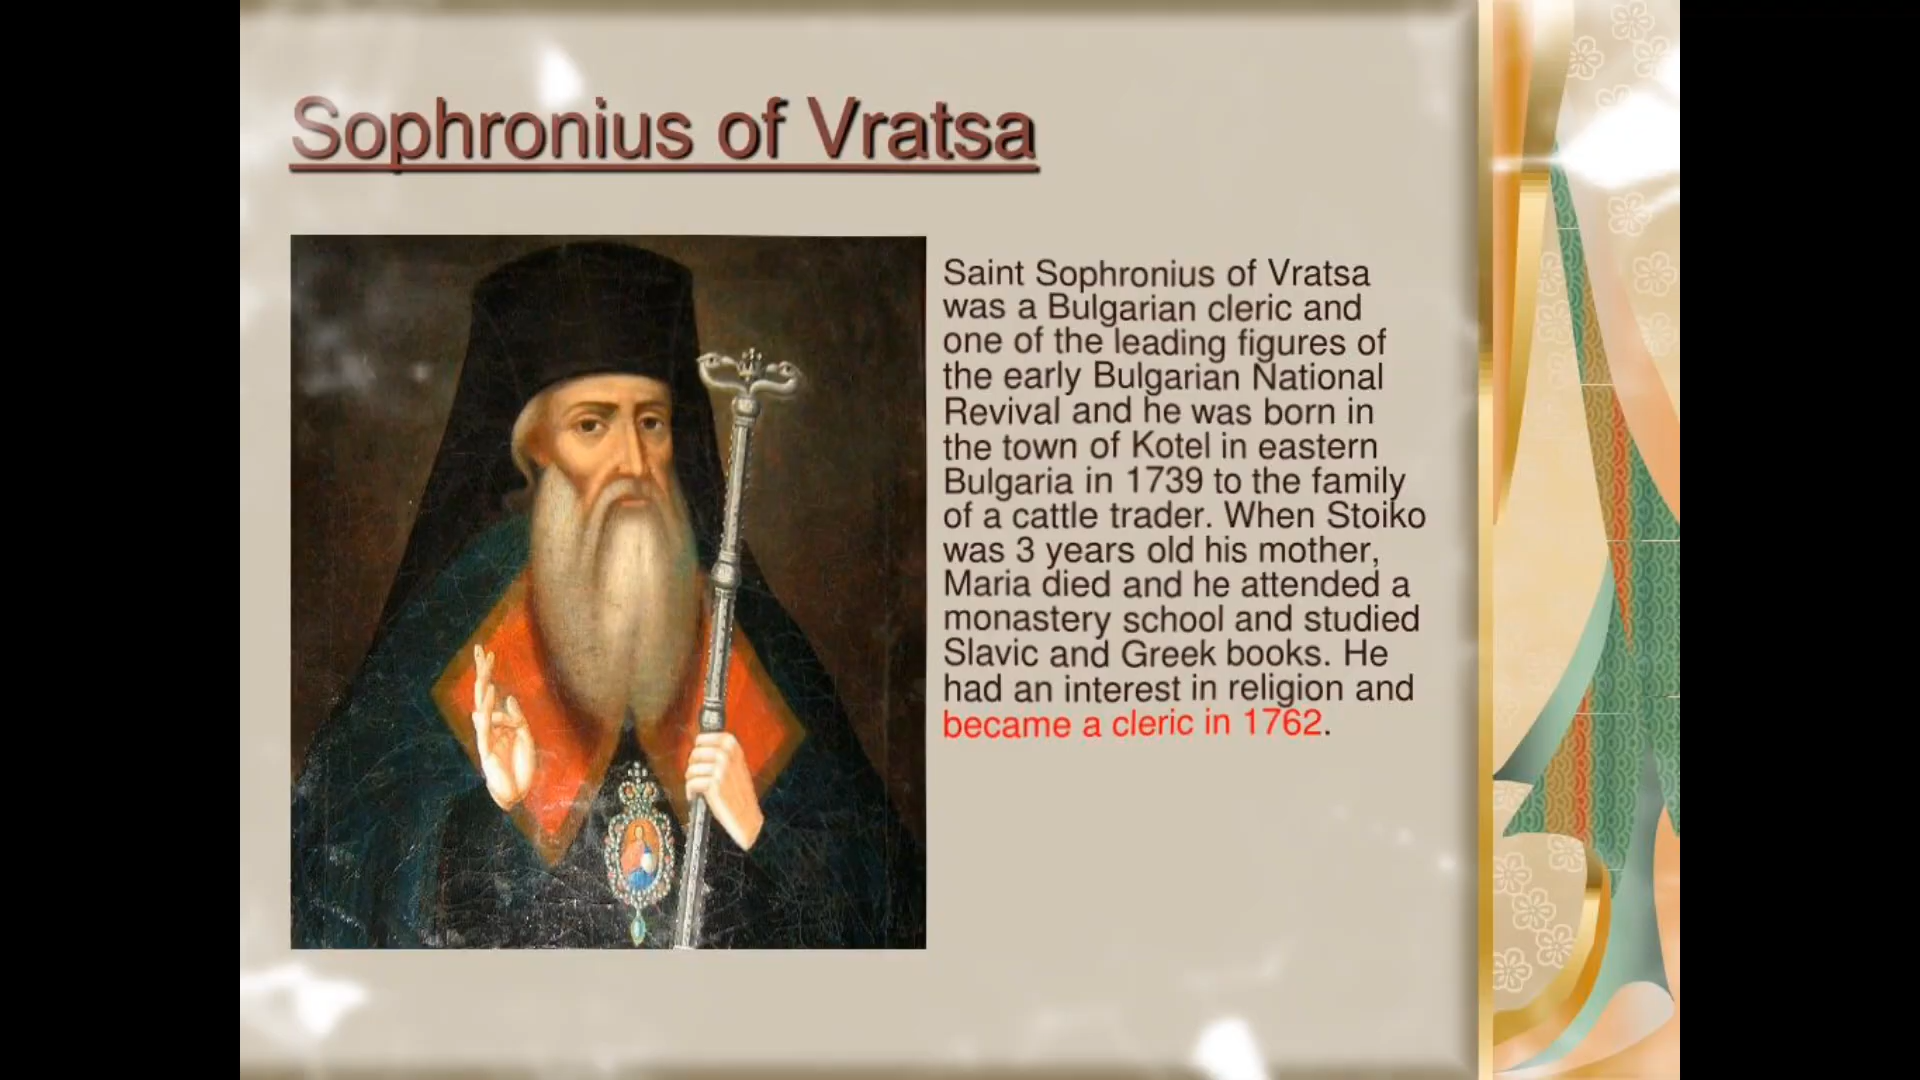 Sophronius of Vratsa
Saint Sophronius of Vratsa
was a Bulgarian cleric and
one of the leading figures of
the early Bulgarian National
Revival and he was born in
the town of Kotel in eastern
Bulgaria in 1739 to the family
of a cattle trader. When Stoiko
was 3 years old his mother,
Maria died and he attended a
monastery school and studied
Slavic and Greek books. He
had an interest in religion and
became a cleric in 1762.